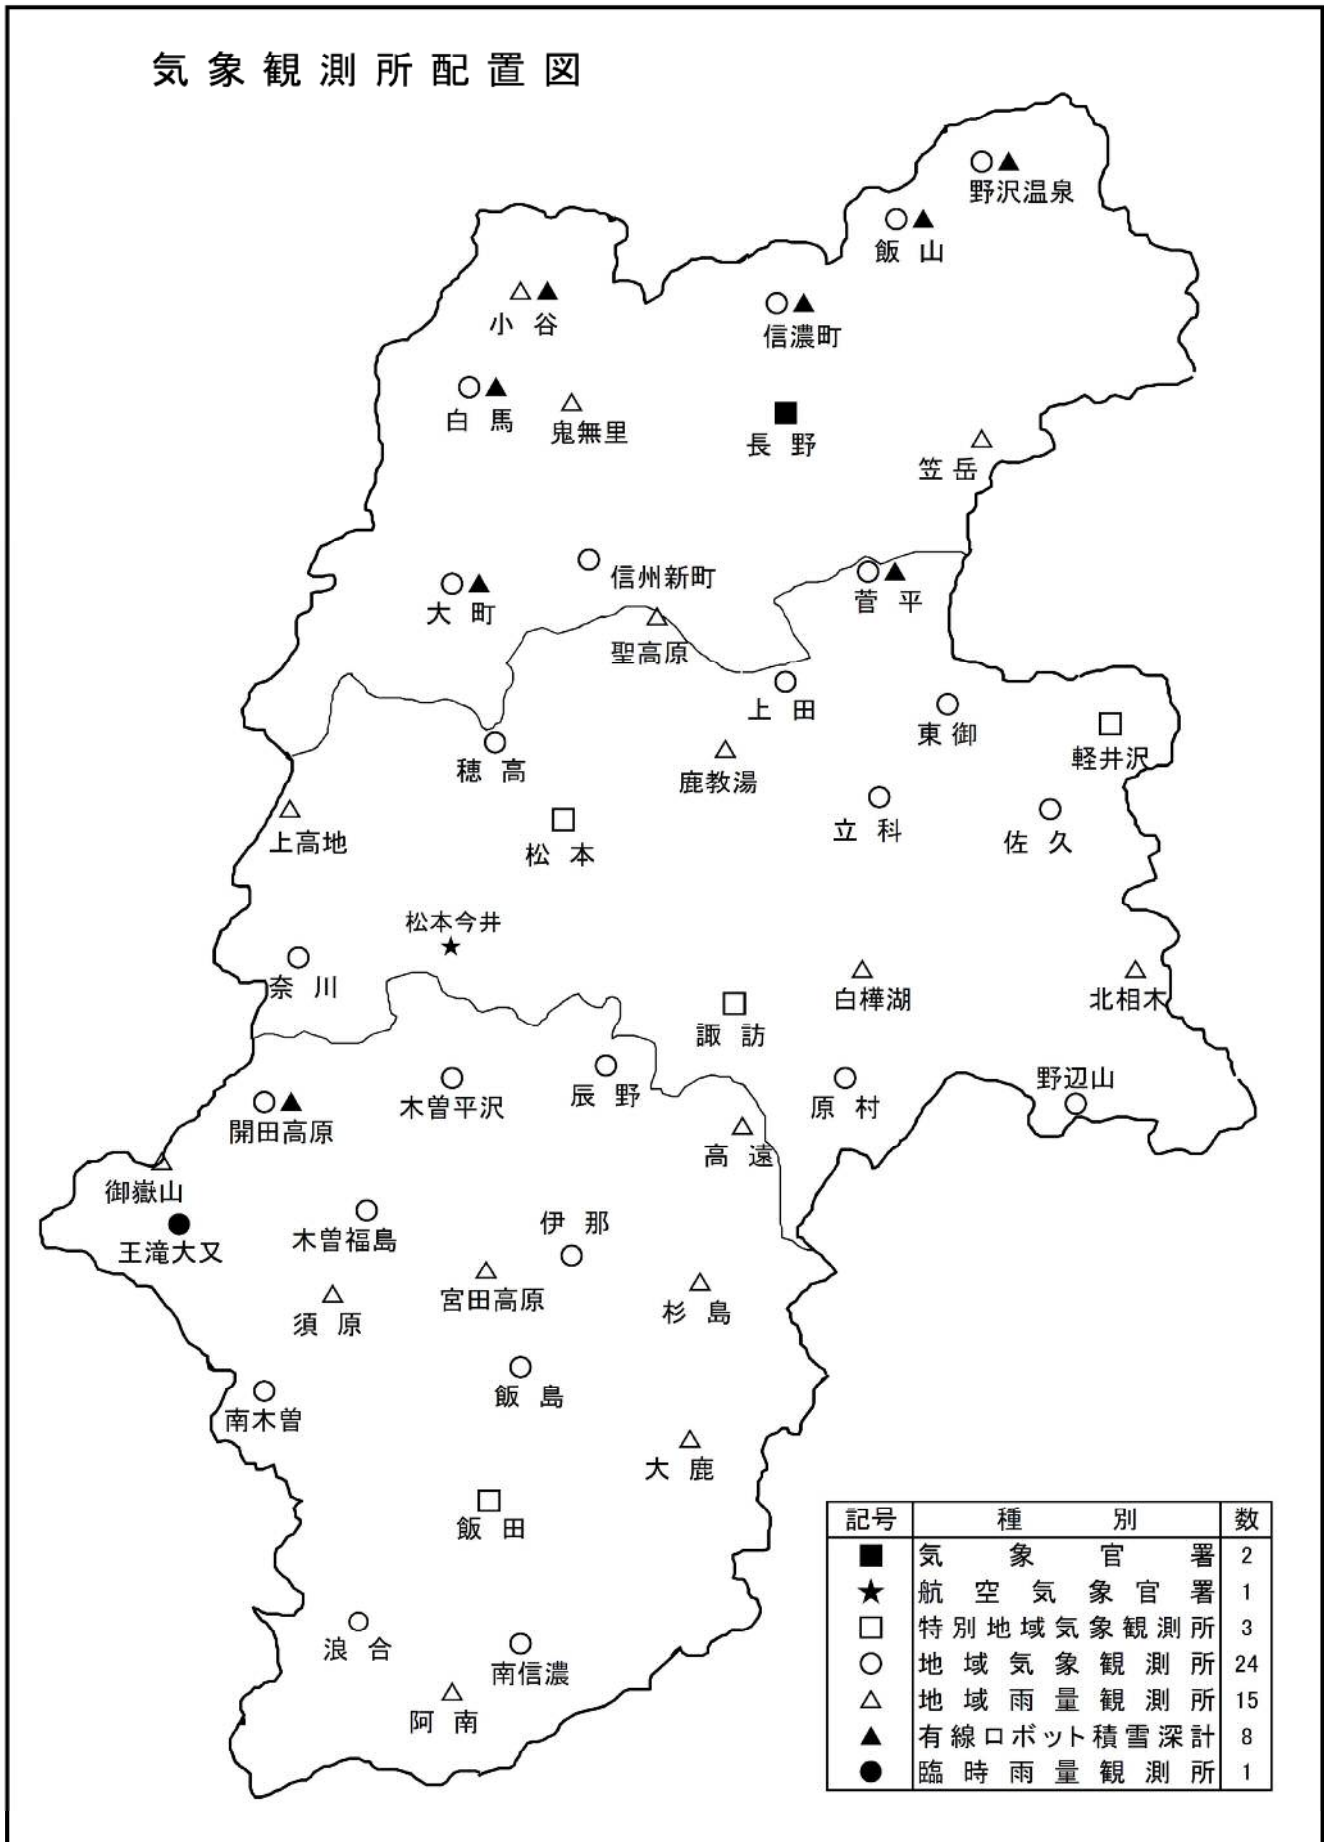 気象観測所配置図
野沢温泉
飯山
小谷
信濃町
白馬
鬼無里
長野
笠岳
信州新町
菅平
大町
聖高原
上田
東御
穂高
鹿教湯
軽井沢
上高地
松本
立科
佐久
松本今井
奈川
白樺湖
北相木
諏訪
野辺山
木曽平沢
辰野
原村
開田高原
高遠
御嶽山
王滝大又
木曽福島
伊那
宮田高原
杉島
須原
飯島
南木曽
大鹿
飯田
浪合
南信濃
阿南
記号 種別 数
■ 気象官署 2
★ 航空気象官署 1
□ 特別地域気象観測所 3
○ 地域気象観測所 24
△ 地域雨量観測所 15
▲ 有線ロボット積雪深計 8
● 臨時雨量観測所 1